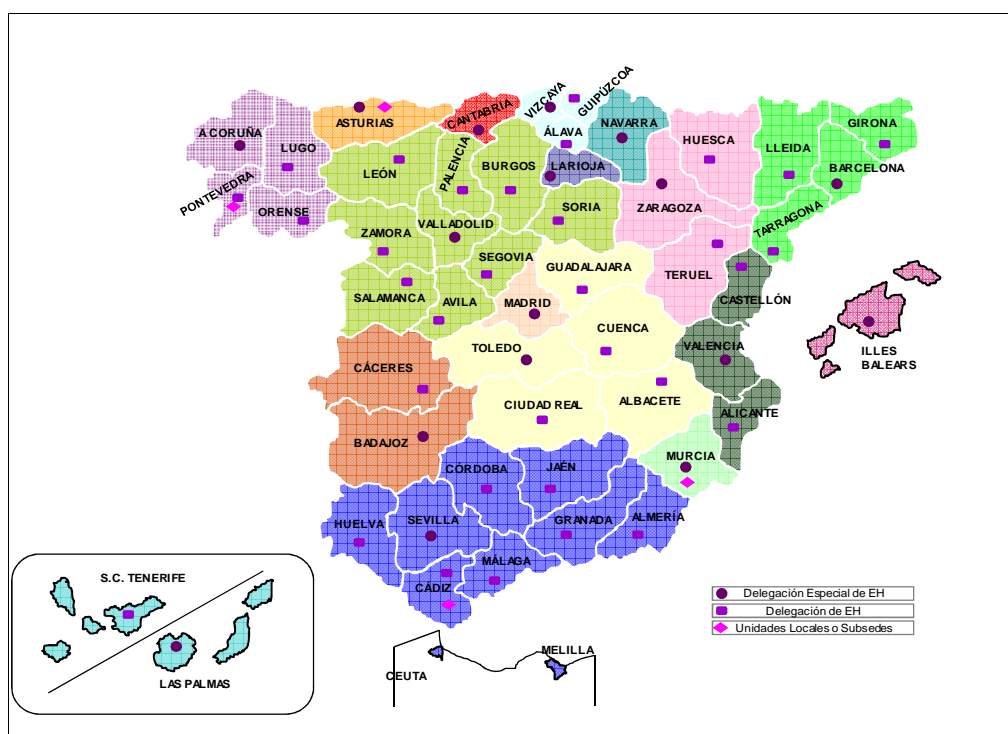 A CORUÑA
LUGO
PONTEVEDRA
ORENSE
ASTURIAS
CANTABRIA
VIZCAYA
GUIPÚZCOA
ÁLAVA
NAVARRA
LARIOJA
LEÓN
PALENCIA
BURGOS
HUESCA
LLEIDA
GIRONA
BARCELONA
TARRAGONA
ZARAGOZA
TERUEL
ZAMORA
VALLADOLID
SORIA
SEGOVIA
SALAMANCA
AVILA
MADRID
GUADALAJARA
CUENCA
TOLEDO
CIUDAD REAL
ALBACETE
CASTELLÓN
VALENCIA
ALICANTE
ILLES
BALEARS
CÁCERES
BADAJOZ
MURCIA
CÓRDOBA
JAÉN
HUELVA
SEVILLA
GRANADA
ALMERÍA
MÁLAGA
CÁDIZ
S.C. TENERIFE
LAS PALMAS
CEUTA
MELILLA
Delegación Especial de EH
Delegación de EH
Unidades Locales o Subsedes